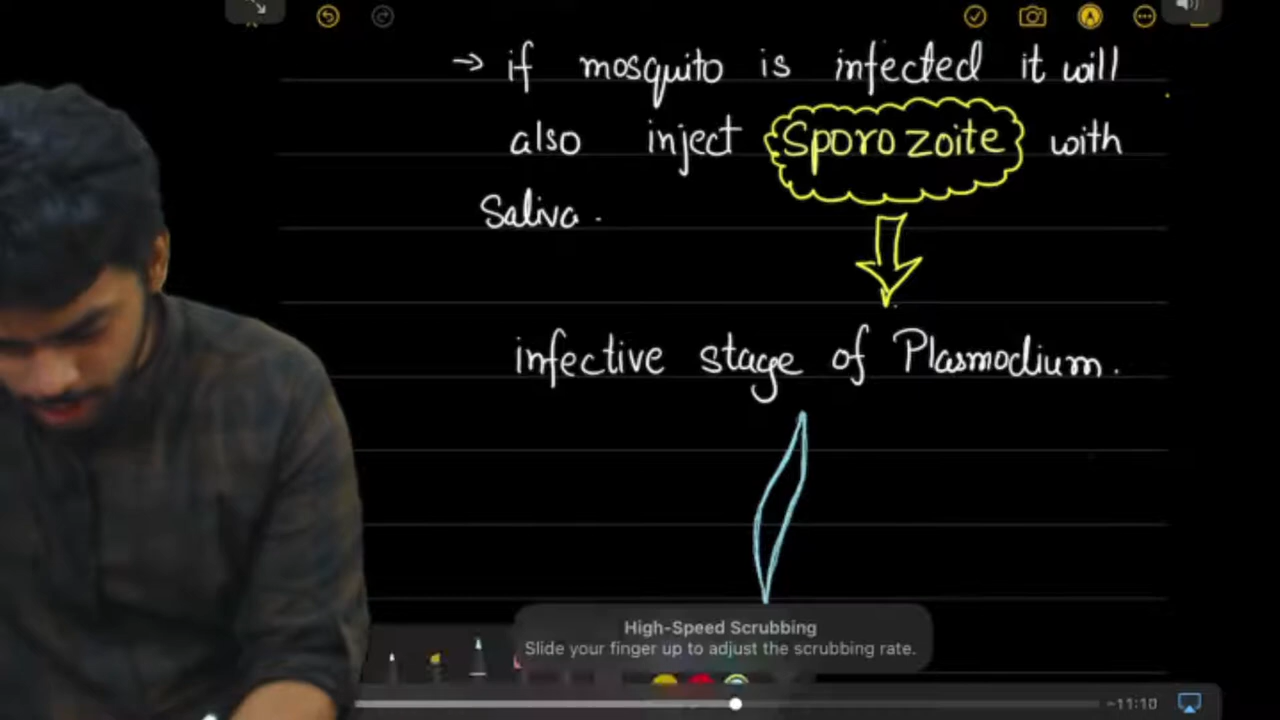 → if mosquito is infected it will
also inject Sporozoite with
Saliva.
infective stage of Plasmodium.
High-Speed Scrubbing
Slide your finger up to adjust the scrubbing rate.
-11:10